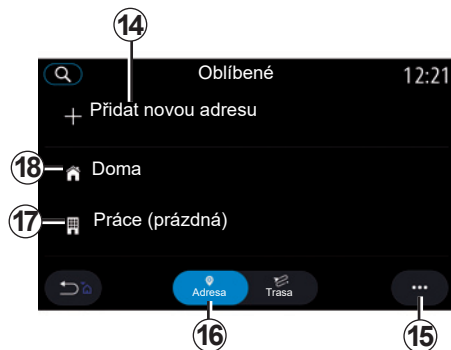 14
Oblíbené 12:21
Přidat novou adresu
18 Doma
17 Práce (prázdná)
Adresa Trasa
16 15